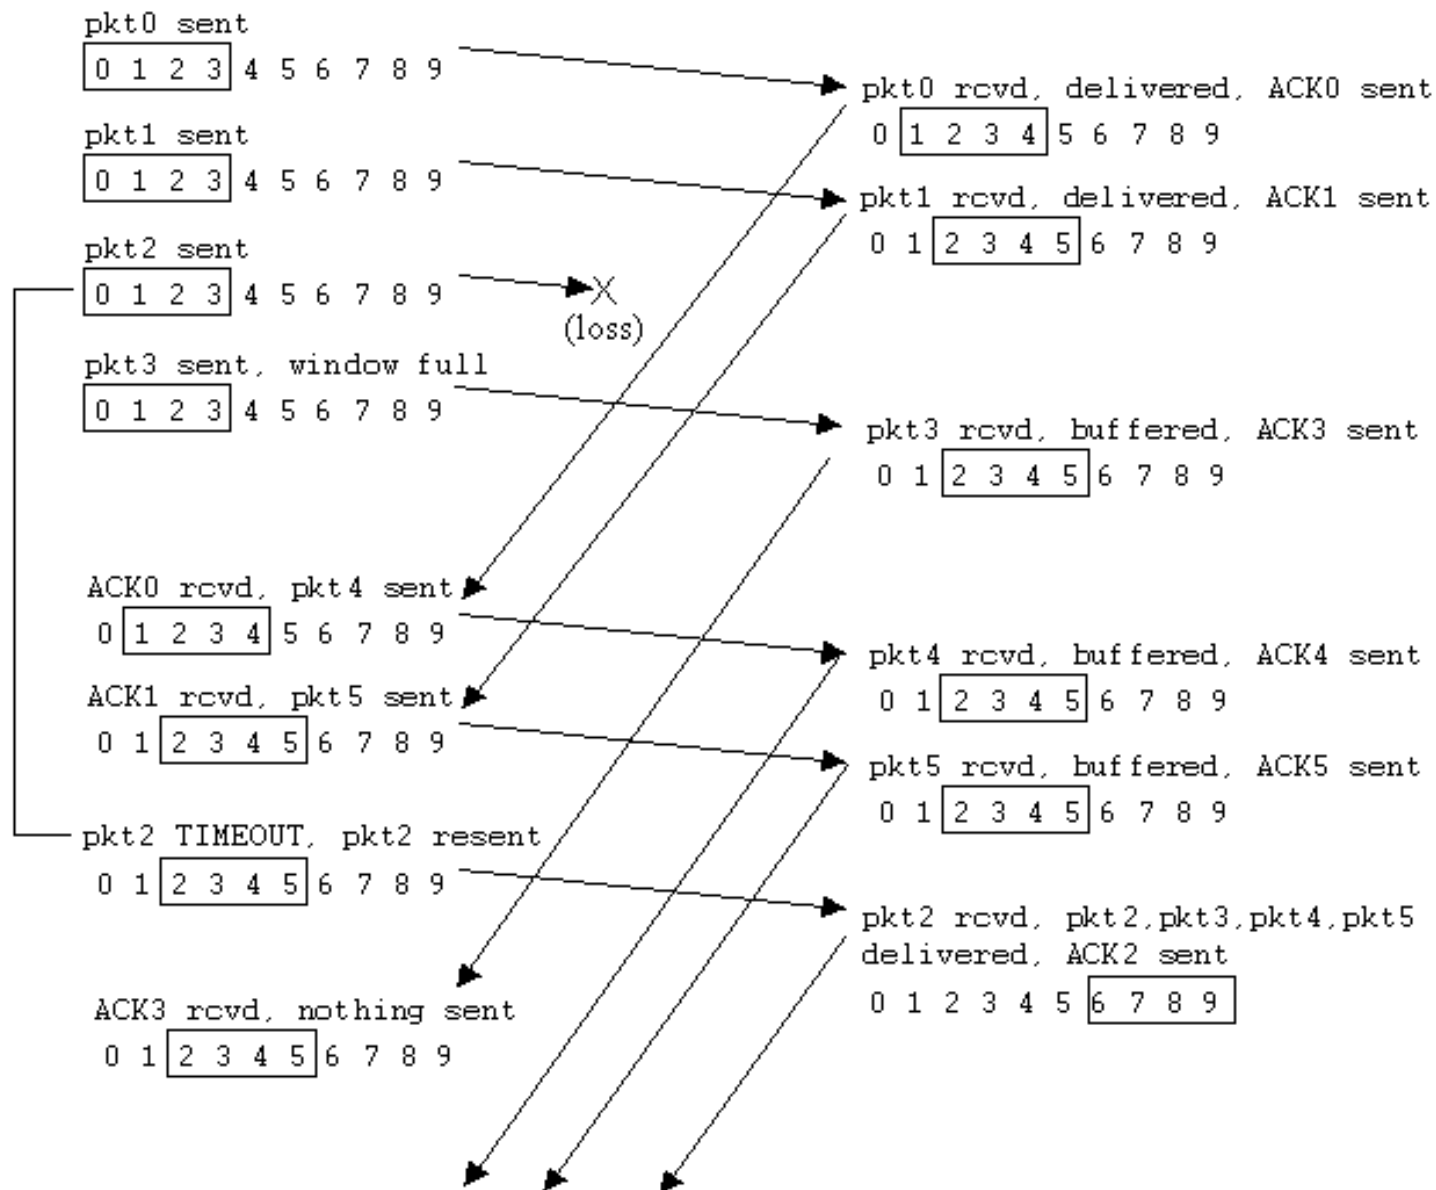 pkt0 sent
0 1 2 3 4 5 6 7 8 9
pkt1 sent
0 1 2 3 4 5 6 7 8 9
pkt2 sent
0 1 2 3 4 5 6 7 8 9
(loss)
pkt3 sent, window full
0 1 2 3 4 5 6 7 8 9
ACK0 rcvd, pkt4 sent
0 1 2 3 4 5 6 7 8 9
ACK1 rcvd, pkt5 sent
0 1 2 3 4 5 6 7 8 9
pkt2 TIMEOUT, pkt2 resent
0 1 2 3 4 5 6 7 8 9
ACK3 rcvd, nothing sent
0 1 2 3 4 5 6 7 8 9
pkt0 rcvd, delivered, ACK0 sent
0 1 2 3 4 5 6 7 8 9
pkt1 rcvd, delivered, ACK1 sent
0 1 2 3 4 5 6 7 8 9
pkt3 rcvd, buffered, ACK3 sent
0 1 2 3 4 5 6 7 8 9
pkt4 rcvd, buffered, ACK4 sent
0 1 2 3 4 5 6 7 8 9
pkt5 rcvd, buffered, ACK5 sent
0 1 2 3 4 5 6 7 8 9
pkt2 rcvd, pkt2,pkt3,pkt4,pkt5
delivered, ACK2 sent
0 1 2 3 4 5 6 7 8 9